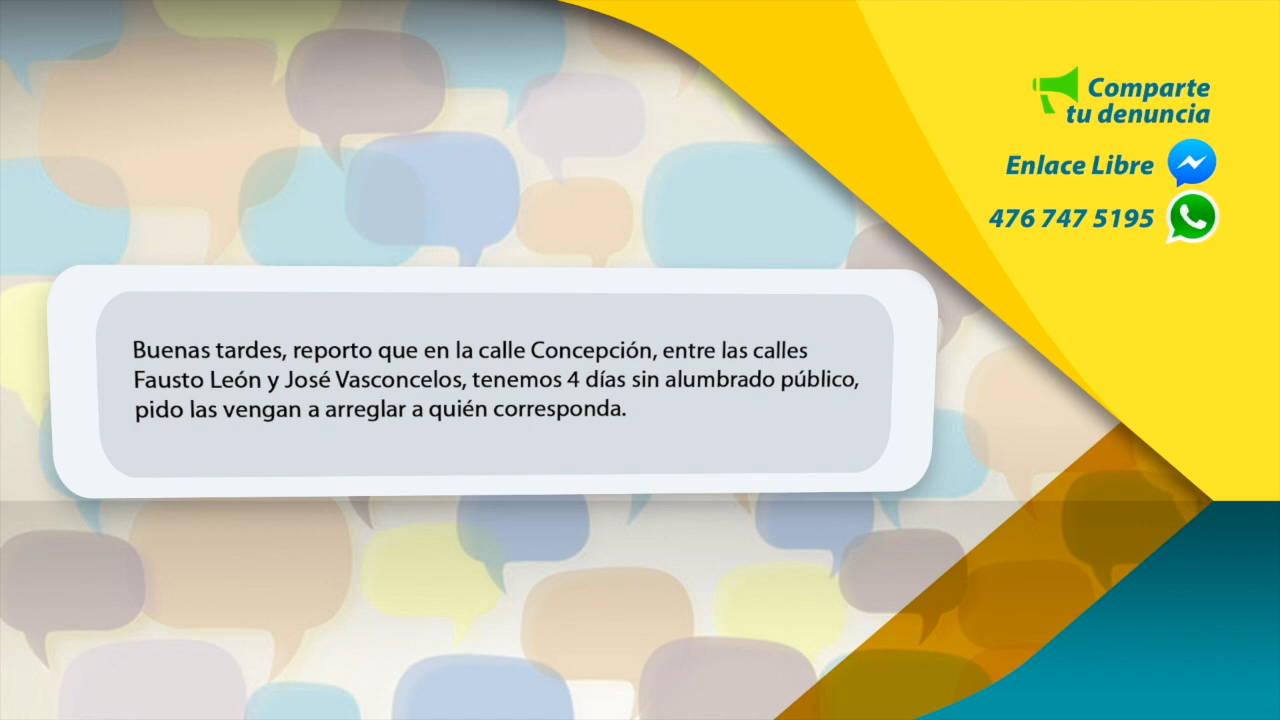 Comparte
tu denuncia
Enlace Libre
476 747 5195
Buenas tardes, reporto que en la calle Concepción, entre las calles
Fausto León y José Vasconcelos, tenemos 4 días sin alumbrado público,
pido las vengan a arreglar a quién corresponda.